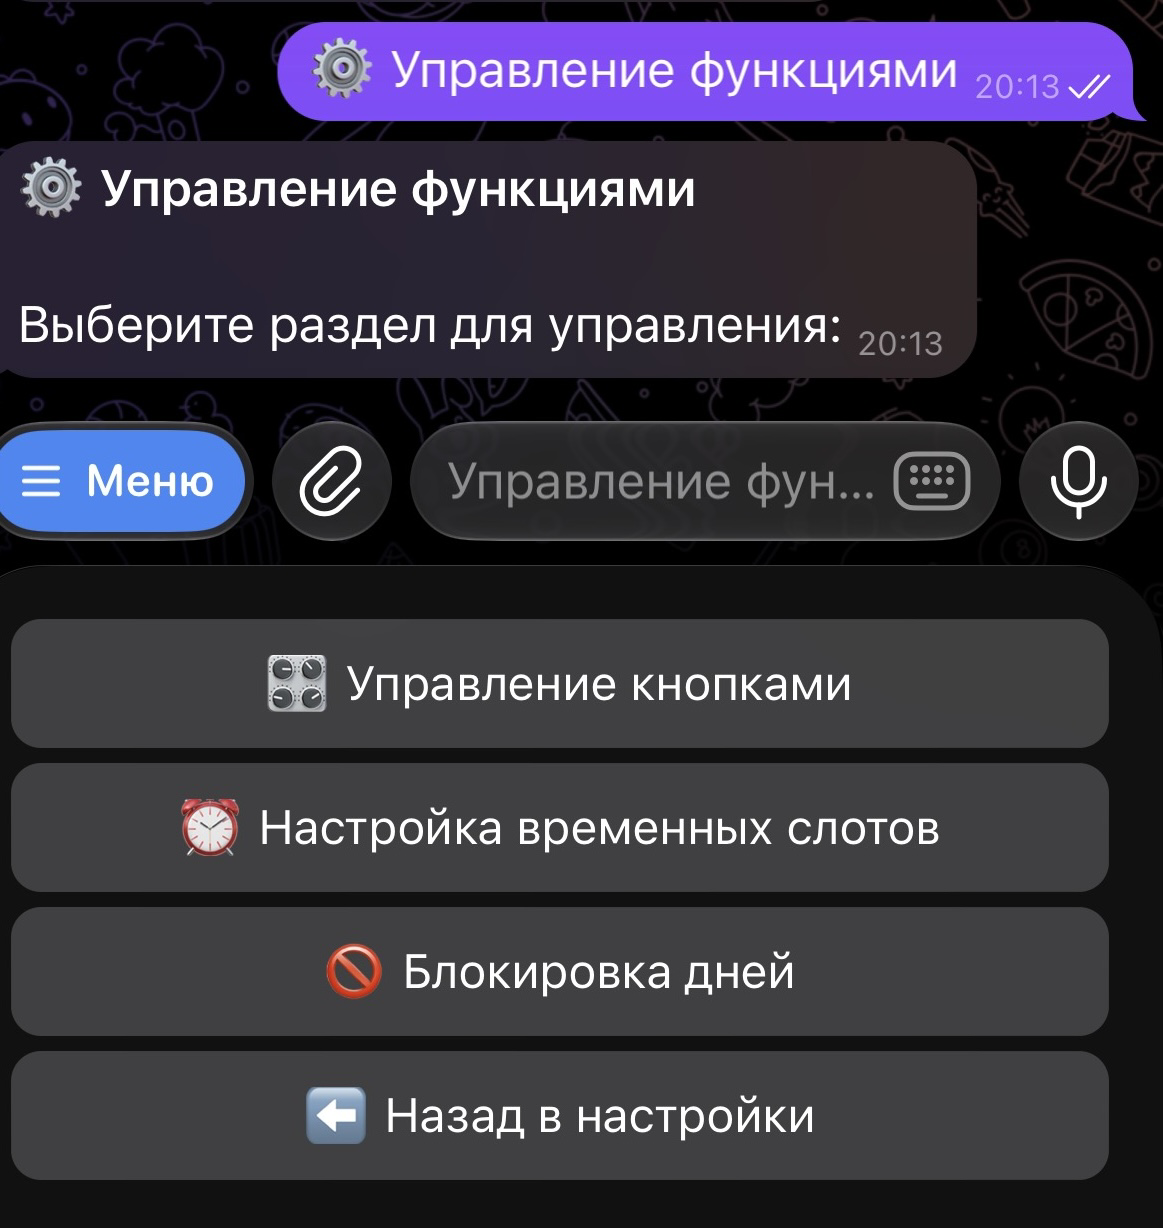 ⚙️ Управление функциями 20:13
⚙️ Управление функциями
Выберите раздел для управления: 20:13
Меню
Управление фун...
🎛️ Управление кнопками
⏰ Настройка временных слотов
🚫 Блокировка дней
⬅️ Назад в настройки